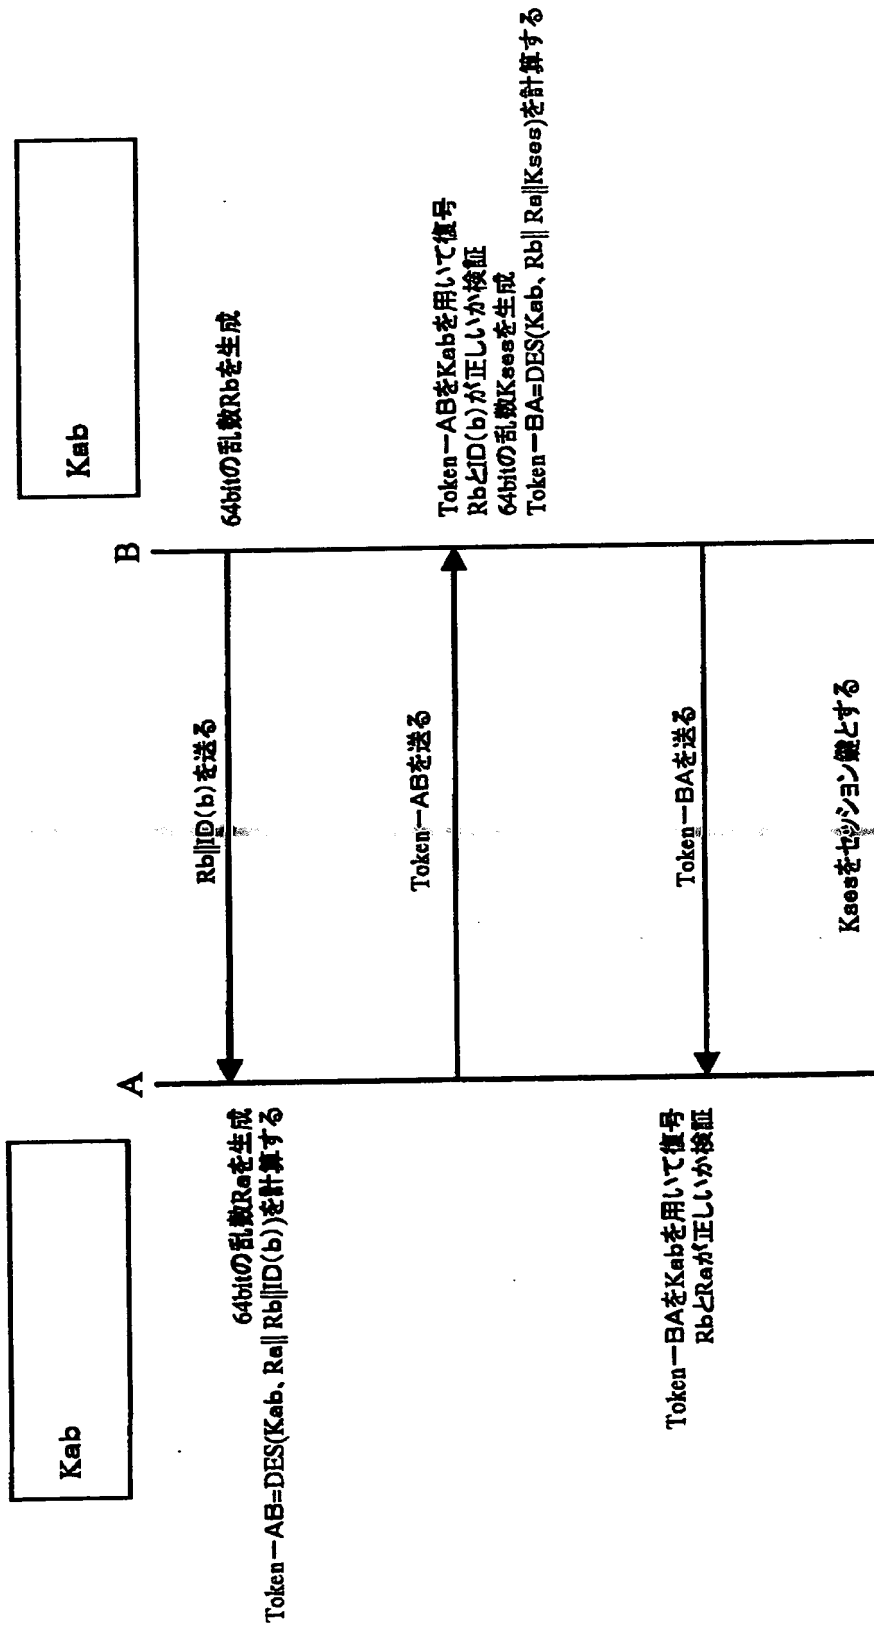 Kab
Kab
A
B
64bitの乱数Rbを生成
Rb||ID(b)を送る
64bitの乱数Raを生成
Token－AB=DES(Kab、Ra||Rb||ID(b))を計算する
Token－ABを送る
Token－ABをKabを用いて復号
RbとID(b)が正しいか検証
64bitの乱数Ksesを生成
Token－BA=DES(Kab、Rb||Ra||Kses)を計算する
Token－BAを送る
Token－BAをKabを用いて復号
RbとRaが正しいか検証
Ksesをセッション鍵とする